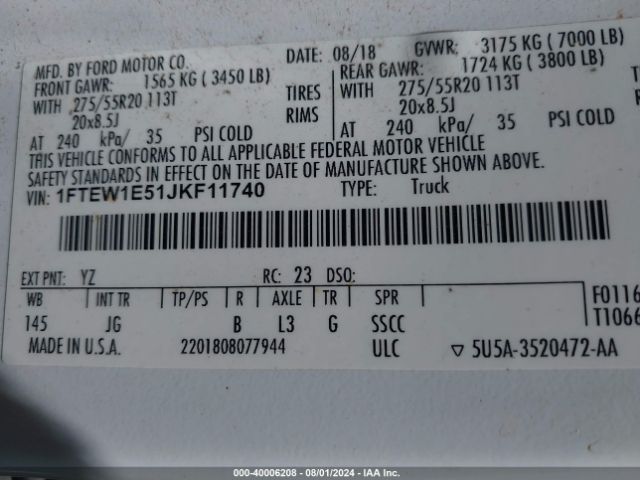 MFD. BY FORD MOTOR CO. DATE: 08/18 GVWR: 3175 KG ( 7000 LB)
FRONT GAWR: 1565 KG ( 3450 LB) REAR GAWR: 1724 KG ( 3800 LB)
WITH 275/55R20 113T TIRES WITH 275/55R20 113T
20x8.5J RIMS 20x8.5J
AT 240 kPa/ 35 PSI COLD AT 240 kPa/ 35 PSI COLD
THIS VEHICLE CONFORMS TO ALL APPLICABLE FEDERAL MOTOR VEHICLE
SAFETY STANDARDS IN EFFECT ON THE DATE OF MANUFACTURE SHOWN ABOVE.
VIN: 1FTEW1E51JKF11740 TYPE: Truck
EXT PNT: YZ RC: 23 DSO:
WB INT TR TP/PS R AXLE TR SPR F0116
145 JG B L3 G SSCC T1066
MADE IN U.S.A. 2201808077944 ULC ▽ 5U5A-3520472-AA
000-40006208 - 08/01/2024 - IAA Inc.